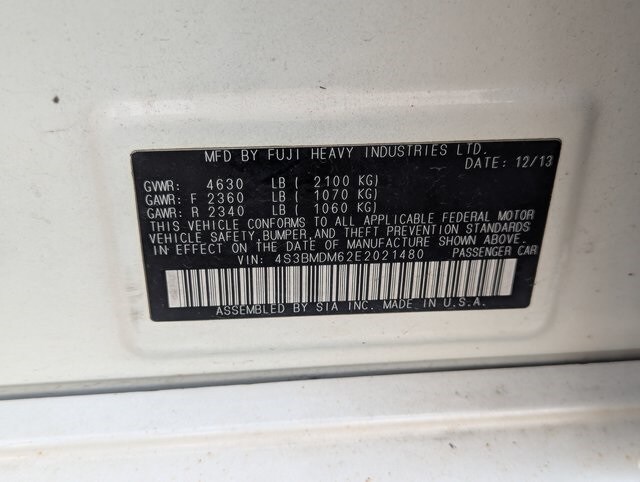 MFD BY FUJI HEAVY INDUSTRIES LTD.
DATE: 12/13
GVWR: 4630 LB ( 2100 KG)
GAWR: F 2360 LB ( 1070 KG)
GAWR: R 2340 LB ( 1060 KG)
THIS VEHICLE CONFORMS TO ALL APPLICABLE FEDERAL MOTOR
VEHICLE SAFETY,BUMPER,AND THEFT PREVENTION STANDARDS
IN EFFECT ON THE DATE OF MANUFACTURE SHOWN ABOVE.
VIN: 4S3BMDM62E2021480 PASSENGER CAR
ASSEMBLED BY SIA INC. MADE IN U.S.A.